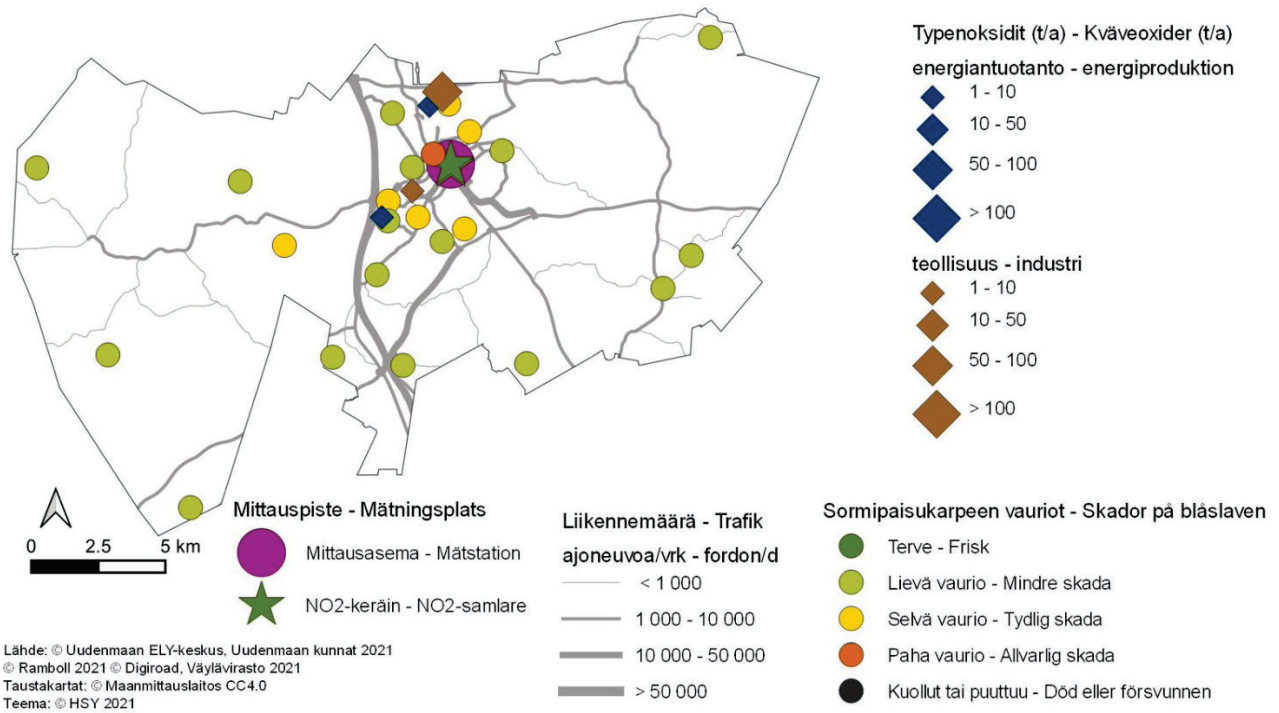 Typenoksidit (t/a) - Kväveoxider (t/a)
energiantuotanto - energiproduktion
1 - 10
10 - 50
50 - 100
> 100
teollisuus - industri
1 - 10
10 - 50
50 - 100
> 100
0 2.5 5 km
Mittauspiste - Mätningsplats
Mittausasema - Mätstation
NO2-keräin - NO2-samlare
Liikennemäärä - Trafik
ajoneuvoa/vrk - fordon/d
< 1 000
1 000 - 10 000
10 000 - 50 000
> 50 000
Sormipaisukarpeen vauriot - Skador på blåslaven
Terve - Frisk
Lievä vaurio - Mindre skada
Selvä vaurio - Tydlig skada
Paha vaurio - Allvarlig skada
Kuollut tai puuttuu - Död eller försvunnen
Lähde: © Uudenmaan ELY-keskus, Uudenmaan kunnat 2021
© Ramboll 2021 © Digiroad, Väylävirasto 2021
Taustakartat: © Maanmittauslaitos CC4.0
Teema: © HSY 2021